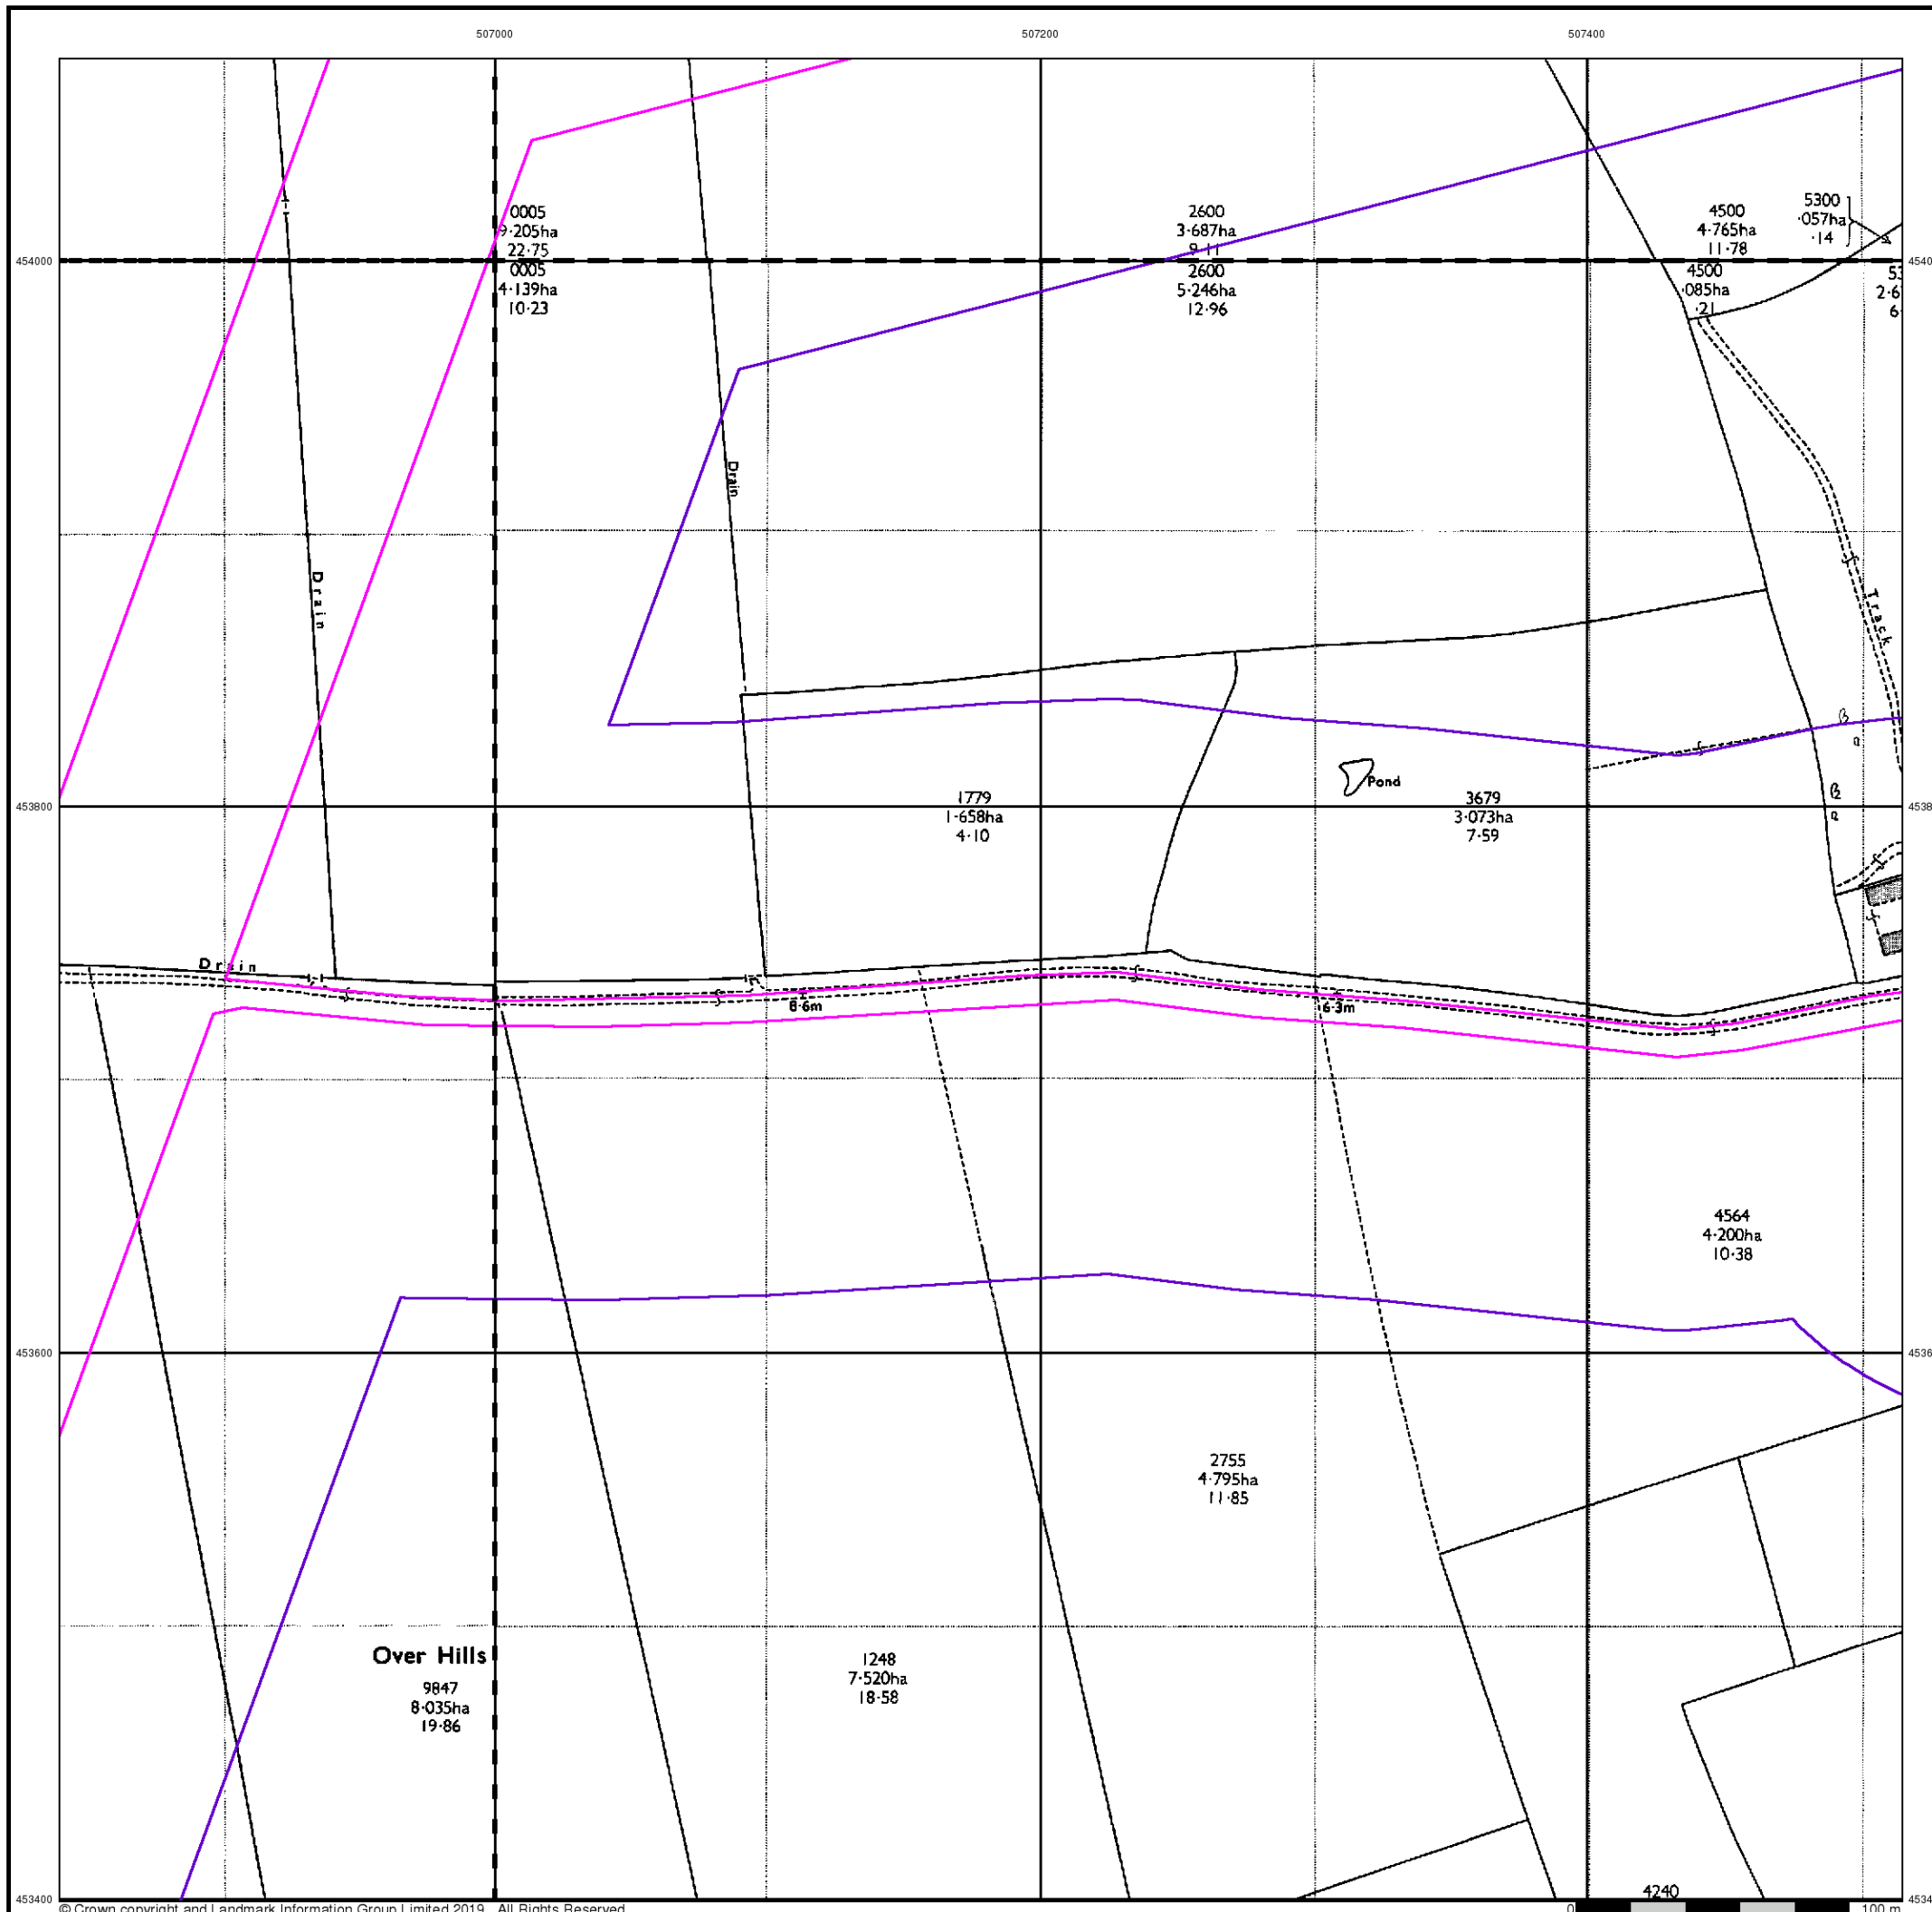 507000
507200
507400
0005
9·205ha
22·75
2600
3·687ha
9·11
4500
4·765ha
11·78
5300
·057ha
·14
454000
0005
4·139ha
10·23
2600
5·246ha
12·96
4500
·085ha
·21
Drain
Drain
Track
Pond
453800
1779
1·658ha
4·10
3679
3·073ha
7·59
Drain
8·6m
6·3m
4564
4·200ha
10·38
453600
2755
4·795ha
11·85
Over Hills
9847
8·035ha
19·86
1248
7·520ha
18·58
4240
453400
© Crown copyright and Landmark Information Group Limited 2019. All Rights Reserved.
0
100 m